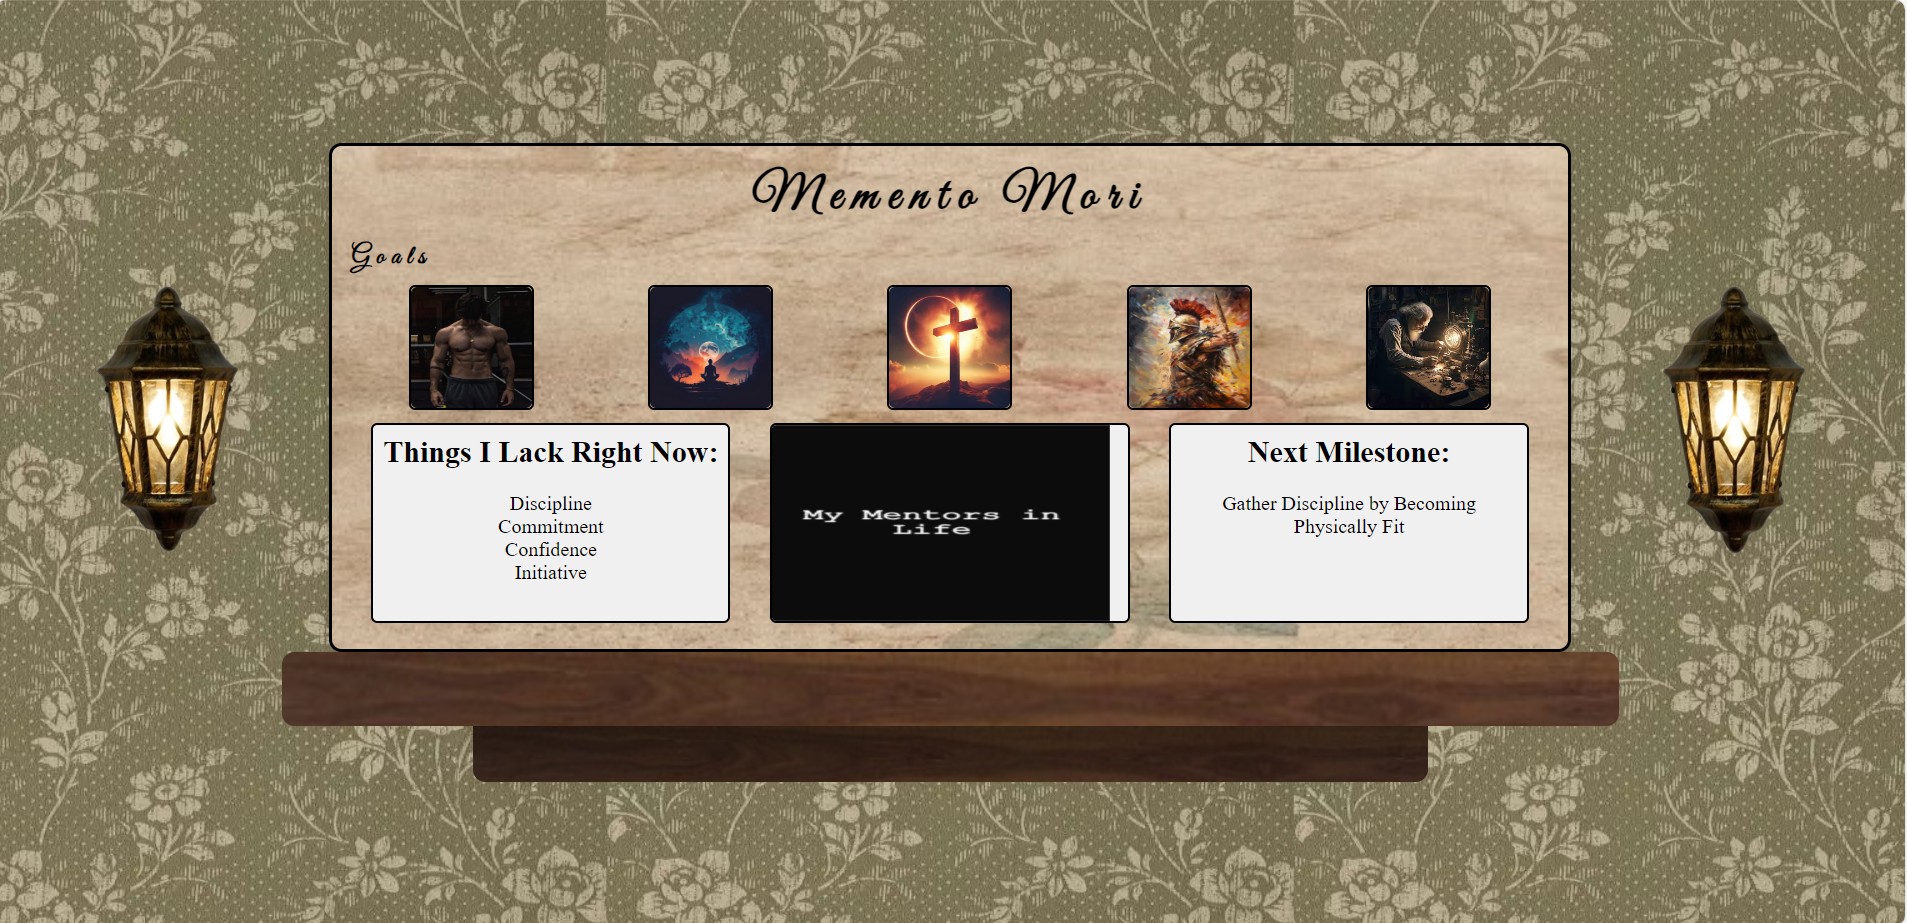 Memento Mori
Goals
Things I Lack Right Now:
Discipline
Commitment
Confidence
Initiative
My Mentors in
Life
Next Milestone:
Gather Discipline by Becoming
Physically Fit